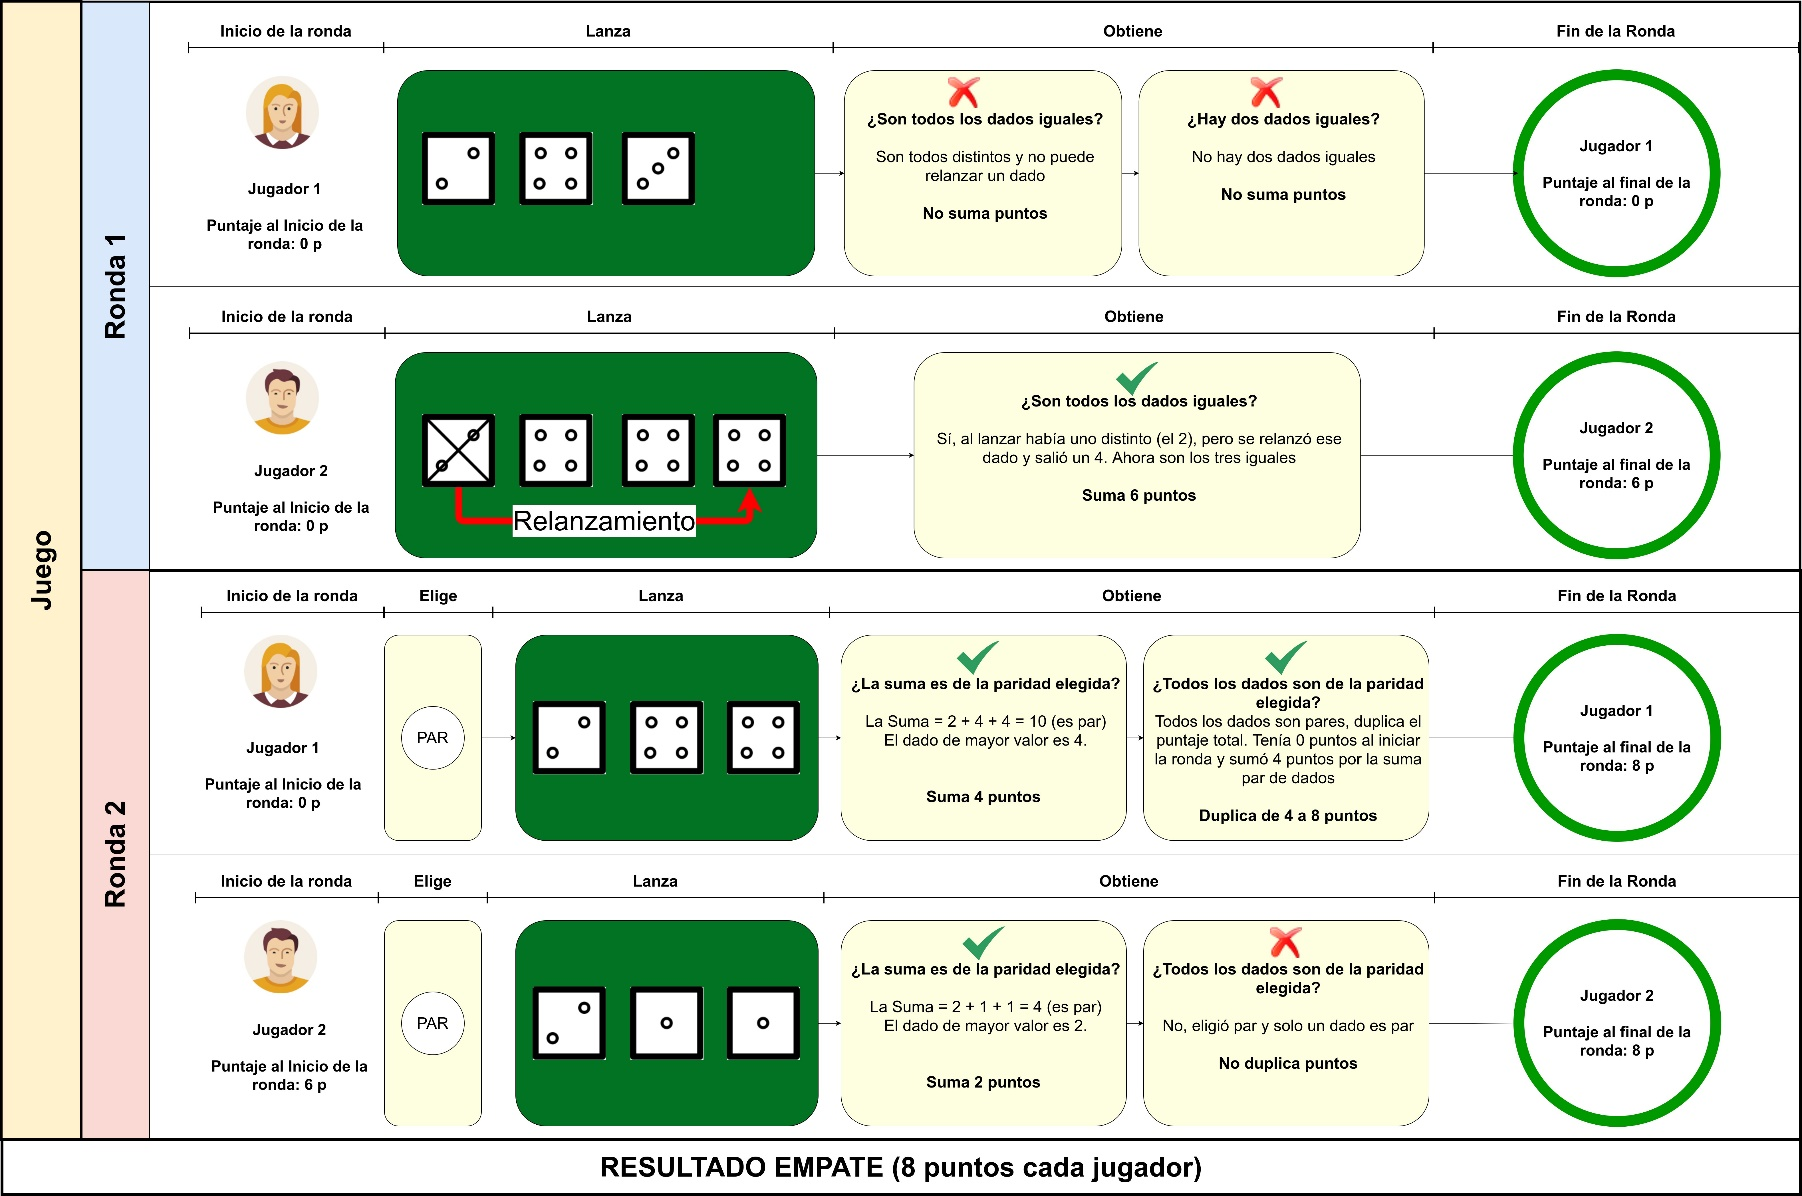 Juego
Ronda 1
Inicio de la ronda
Lanza
Obtiene
Fin de la Ronda
Jugador 1
Puntaje al Inicio de la
ronda: 0 p
¿Son todos los dados iguales?
Son todos distintos y no puede
relanzar un dado
No suma puntos
¿Hay dos dados iguales?
No hay dos dados iguales
No suma puntos
Jugador 1
Puntaje al final de la
ronda: 0 p
Inicio de la ronda
Lanza
Obtiene
Fin de la Ronda
Jugador 2
Puntaje al Inicio de la
ronda: 0 p
Relanzamiento
¿Son todos los dados iguales?
Sí, al lanzar había uno distinto (el 2), pero se relanzó ese
dado y salió un 4. Ahora son los tres iguales
Suma 6 puntos
Jugador 2
Puntaje al final de la
ronda: 6 p
Ronda 2
Inicio de la ronda
Elige
Lanza
Obtiene
Fin de la Ronda
Jugador 1
Puntaje al Inicio de la
ronda: 0 p
PAR
¿La suma es de la paridad elegida?
La Suma = 2 + 4 + 4 = 10 (es par)
El dado de mayor valor es 4.
Suma 4 puntos
¿Todos los dados son de la paridad
elegida?
Todos los dados son pares, duplica el
puntaje total. Tenía 0 puntos al iniciar
la ronda y sumó 4 puntos por la suma
par de dados
Duplica de 4 a 8 puntos
Jugador 1
Puntaje al final de la
ronda: 8 p
Inicio de la ronda
Elige
Lanza
Obtiene
Fin de la Ronda
Jugador 2
Puntaje al Inicio de la
ronda: 6 p
PAR
¿La suma es de la paridad elegida?
La Suma = 2 + 1 + 1 = 4 (es par)
El dado de mayor valor es 2.
Suma 2 puntos
¿Todos los dados son de la paridad
elegida?
No, eligió par y solo un dado es par
No duplica puntos
Jugador 2
Puntaje al final de la
ronda: 8 p
RESULTADO EMPATE (8 puntos cada jugador)